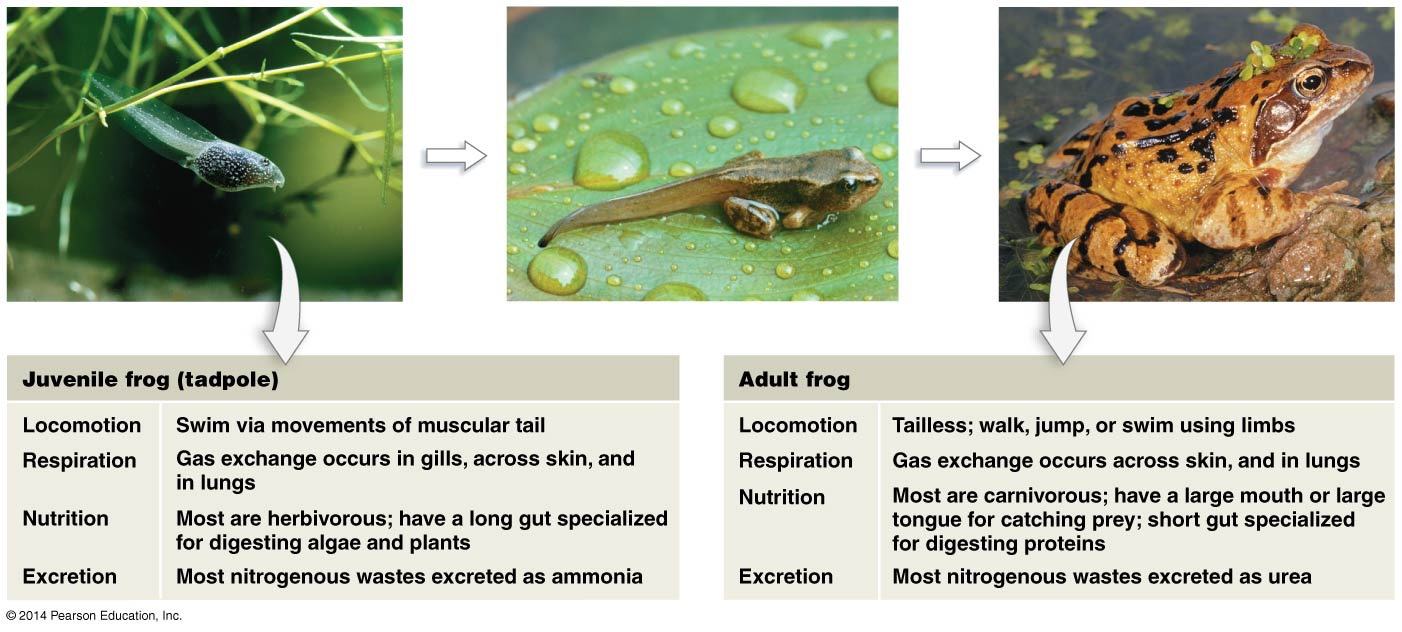 Juvenile frog (tadpole)
Locomotion Swim via movements of muscular tail
Respiration Gas exchange occurs in gills, across skin, and
in lungs
Nutrition Most are herbivorous; have a long gut specialized
for digesting algae and plants
Excretion Most nitrogenous wastes excreted as ammonia
Adult frog
Locomotion Tailless; walk, jump, or swim using limbs
Respiration Gas exchange occurs across skin, and in lungs
Nutrition Most are carnivorous; have a large mouth or large
tongue for catching prey; short gut specialized
for digesting proteins
Excretion Most nitrogenous wastes excreted as urea
© 2014 Pearson Education, Inc.